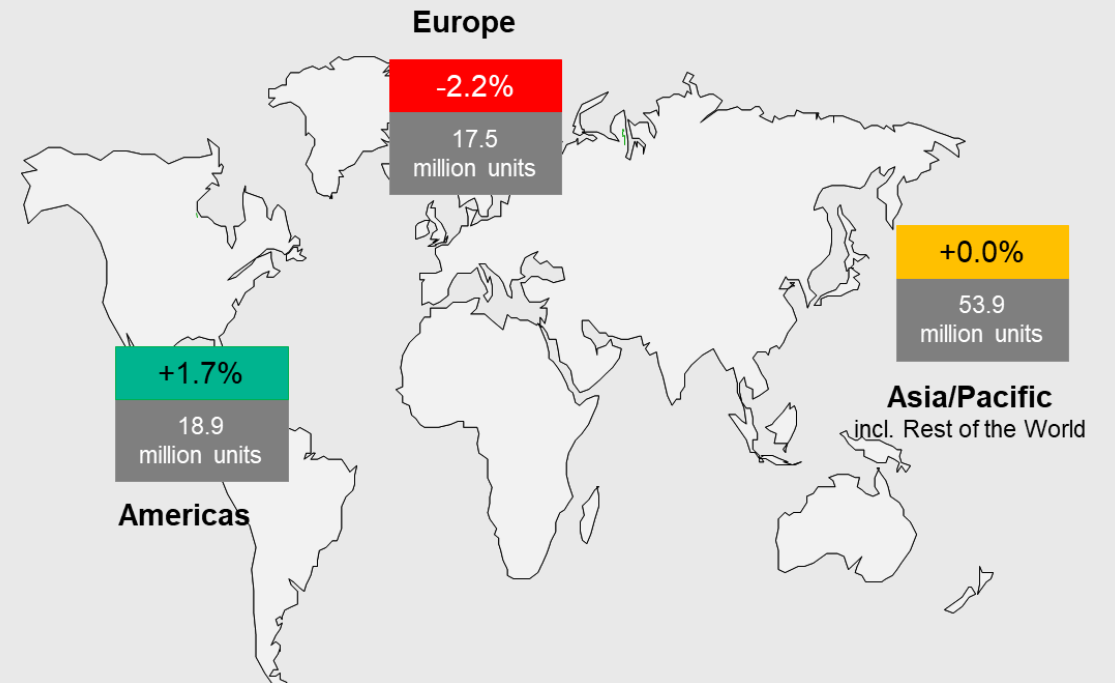 Europe
-2.2%
17.5
million units
+0.0%
53.9
million units
Asia/Pacific
incl. Rest of the World
+1.7%
18.9
million units
Americas